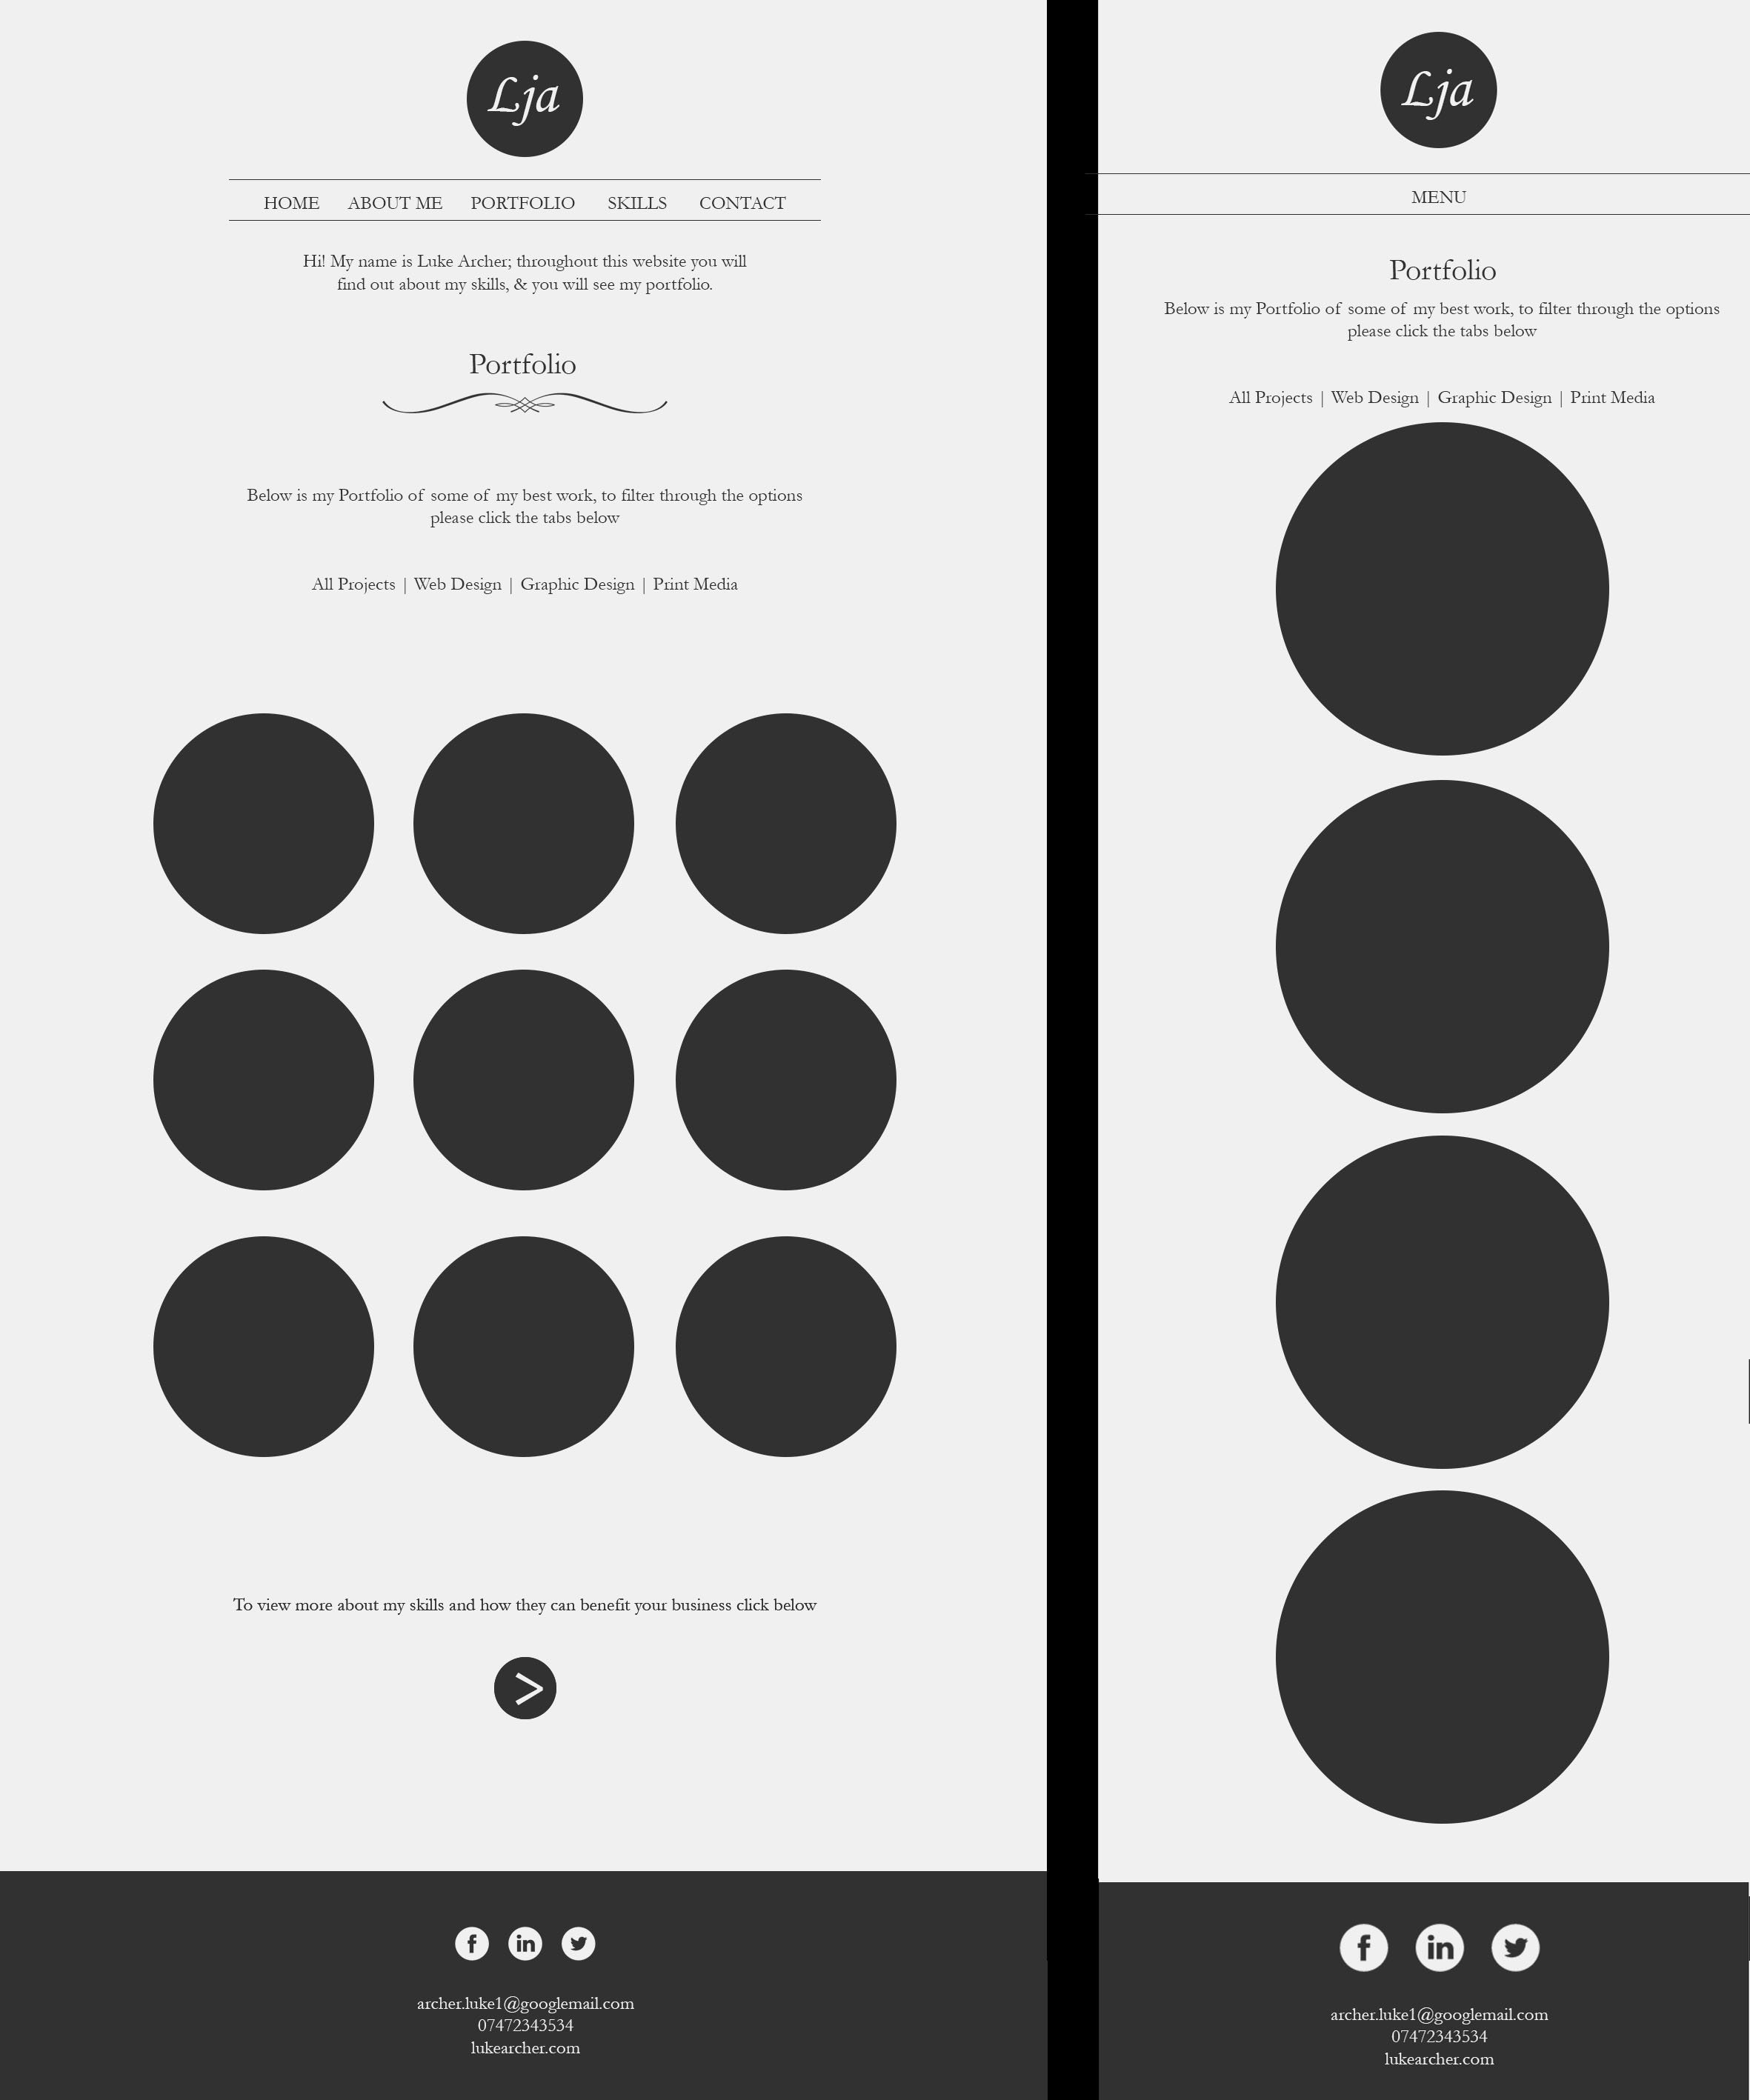 Lja
HOME ABOUT ME PORTFOLIO SKILLS CONTACT
Hi! My name is Luke Archer; throughout this website you will
find out about my skills, & you will see my portfolio.
Portfolio
Below is my Portfolio of some of my best work, to filter through the options
please click the tabs below
All Projects | Web Design | Graphic Design | Print Media
To view more about my skills and how they can benefit your business click below
>
f in
archer.luke1@googlemail.com
07472343534
lukearcher.com
Lja
MENU
Portfolio
Below is my Portfolio of some of my best work, to filter through the options
please click the tabs below
All Projects | Web Design | Graphic Design | Print Media
f in
archer.luke1@googlemail.com
07472343534
lukearcher.com